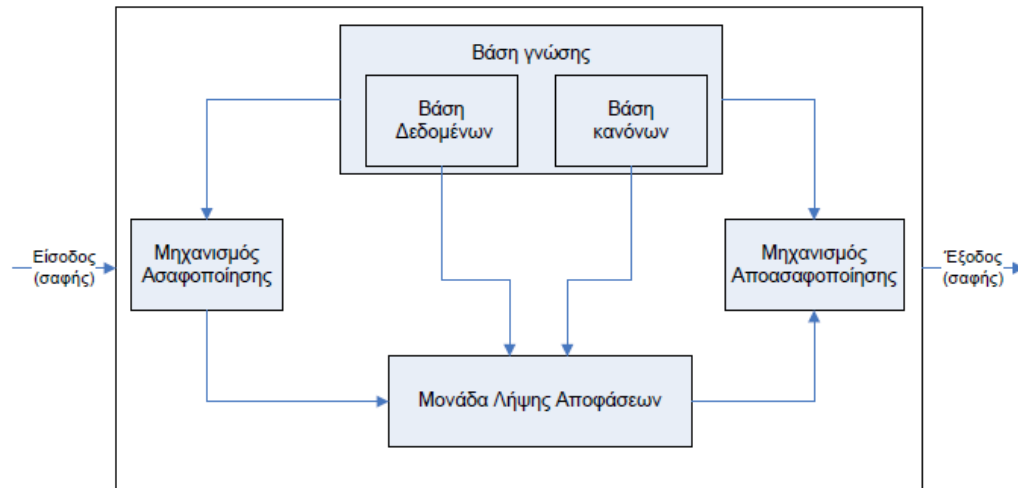 Βάση γνώσης
Βάση
Δεδομένων
Βάση
κανόνων
Είσοδος
(σαφής)
Μηχανισμός
Ασαφοποίησης
Μηχανισμός
Αποασαφοποίησης
Έξοδος
(σαφής)
Μονάδα Λήψης Αποφάσεων